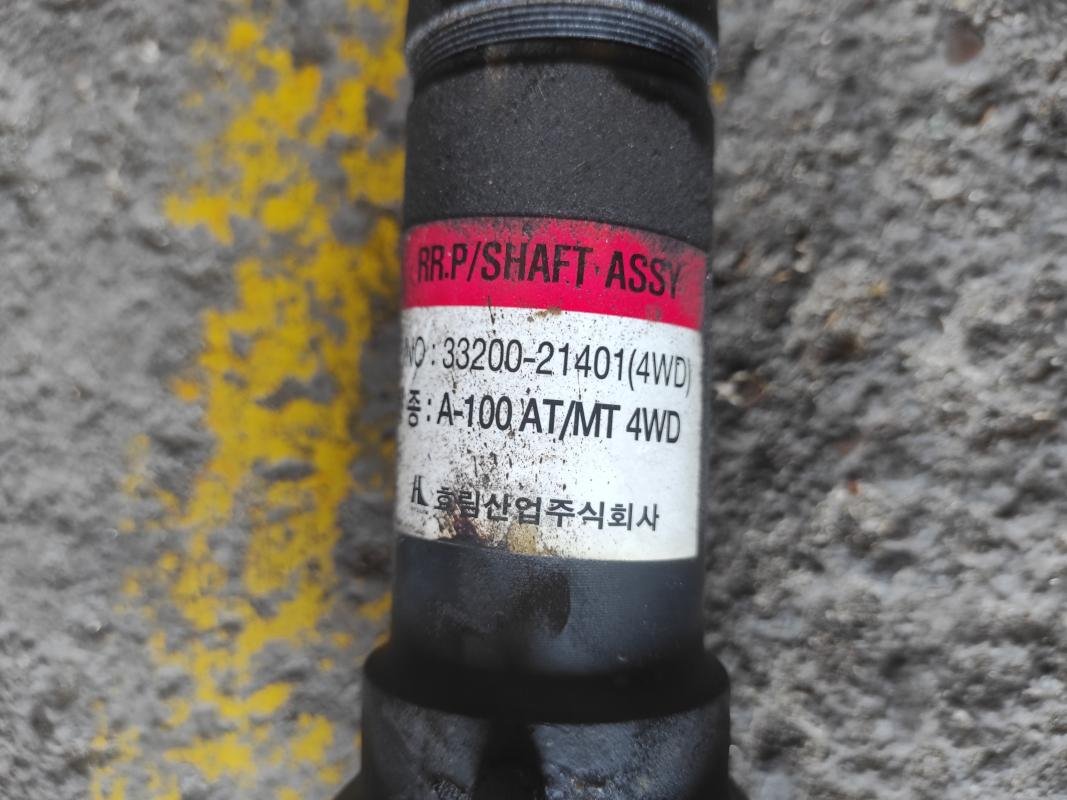 RR.P/SHAFT ASSY
NO : 33200-21401(4WD)
종 : A-100 AT/MT 4WD
호림산업주식회사